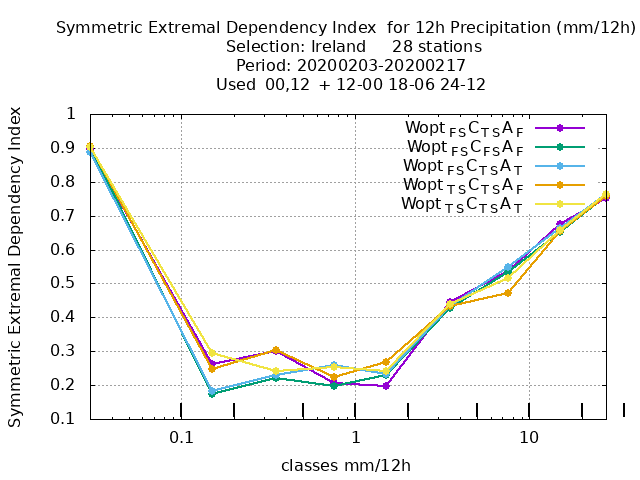 Symmetric Extremal Dependency Index for 12h Precipitation (mm/12h)
Selection: Ireland 28 stations
Period: 20200203-20200217
Used 00,12 + 12-00 18-06 24-12
Symmetric Extremal Dependency Index
1
0.9
0.8
0.7
0.6
0.5
0.4
0.3
0.2
0.1
Wopt FS C TS A F
Wopt FS C FS A F
Wopt FS C TS A T
Wopt TS C TS A F
Wopt TS C TS A T
0.1 1 10
classes mm/12h